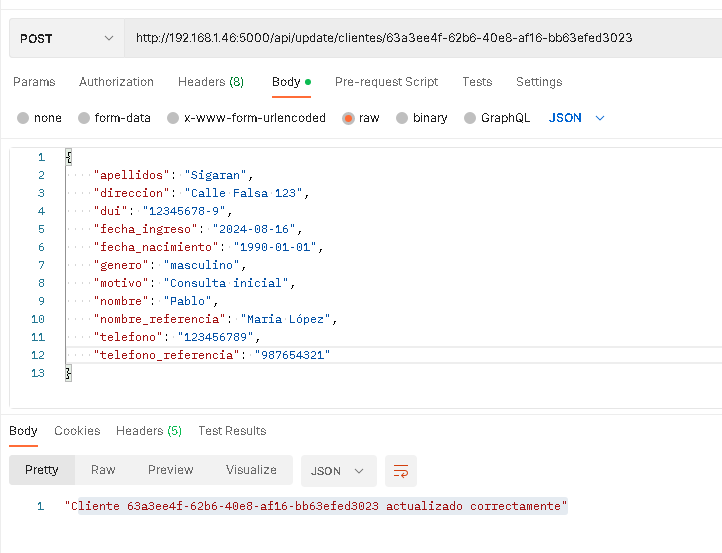 POST http://192.168.1.46:5000/api/update/clientes/63a3ee4f-62b6-40e8-af16-bb63efed3023
Params Authorization Headers (8) Body Pre-request Script Tests Settings
none form-data x-www-form-urlencoded raw binary GraphQL JSON
1 {
2 "apellidos": "Sigaran",
3 "direccion": "Calle Falsa 123",
4 "dui": "12345678-9",
5 "fecha_ingreso": "2024-08-16",
6 "fecha_nacimiento": "1990-01-01",
7 "genero": "masculino",
8 "motivo": "Consulta inicial",
9 "nombre": "Pablo",
10 "nombre_referencia": "Maria López",
11 "telefono": "123456789",
12 "telefono_referencia": "987654321"
13 }
Body Cookies Headers (5) Test Results
Pretty Raw Preview Visualize JSON
1 "Cliente 63a3ee4f-62b6-40e8-af16-bb63efed3023 actualizado correctamente"